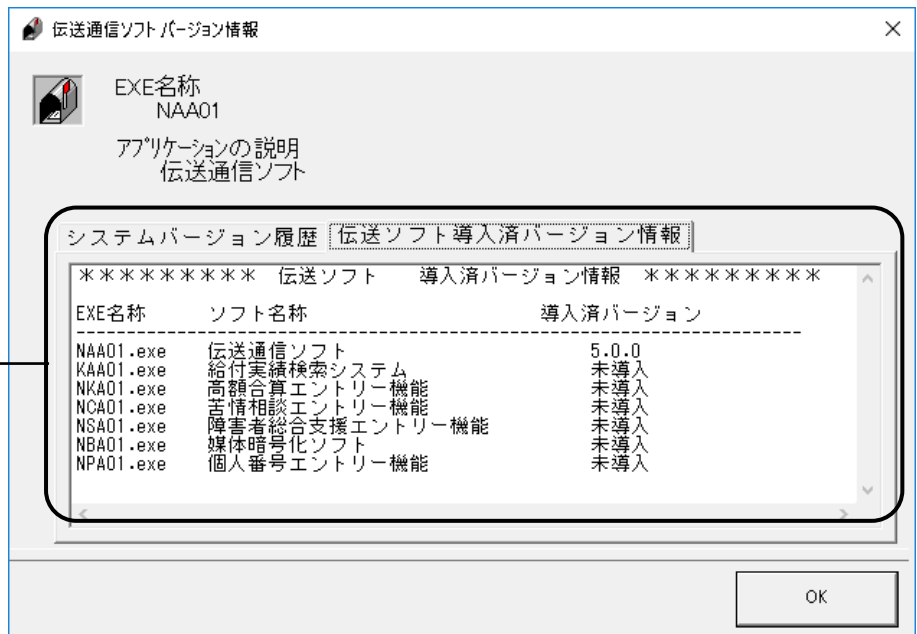 伝送通信ソフト バージョン情報
EXE名称
NAA01
アプリケーションの説明
伝送通信ソフト
システムバージョン履歴 伝送ソフト導入済バージョン情報
＊＊＊＊＊＊＊＊＊ 伝送ソフト 導入済バージョン情報 ＊＊＊＊＊＊＊＊＊
EXE名称 ソフト名称 導入済バージョン
--------------------------------------------------------------------------------
NAA01.exe 伝送通信ソフト 5.0.0
KAA01.exe 給付実績検索システム 未導入
NKA01.exe 高額合算エントリー機能 未導入
NCA01.exe 苦情相談エントリー機能 未導入
NSA01.exe 障害者総合支援エントリー機能 未導入
NBA01.exe 媒体暗号化ソフト 未導入
NPA01.exe 個人番号エントリー機能 未導入
OK